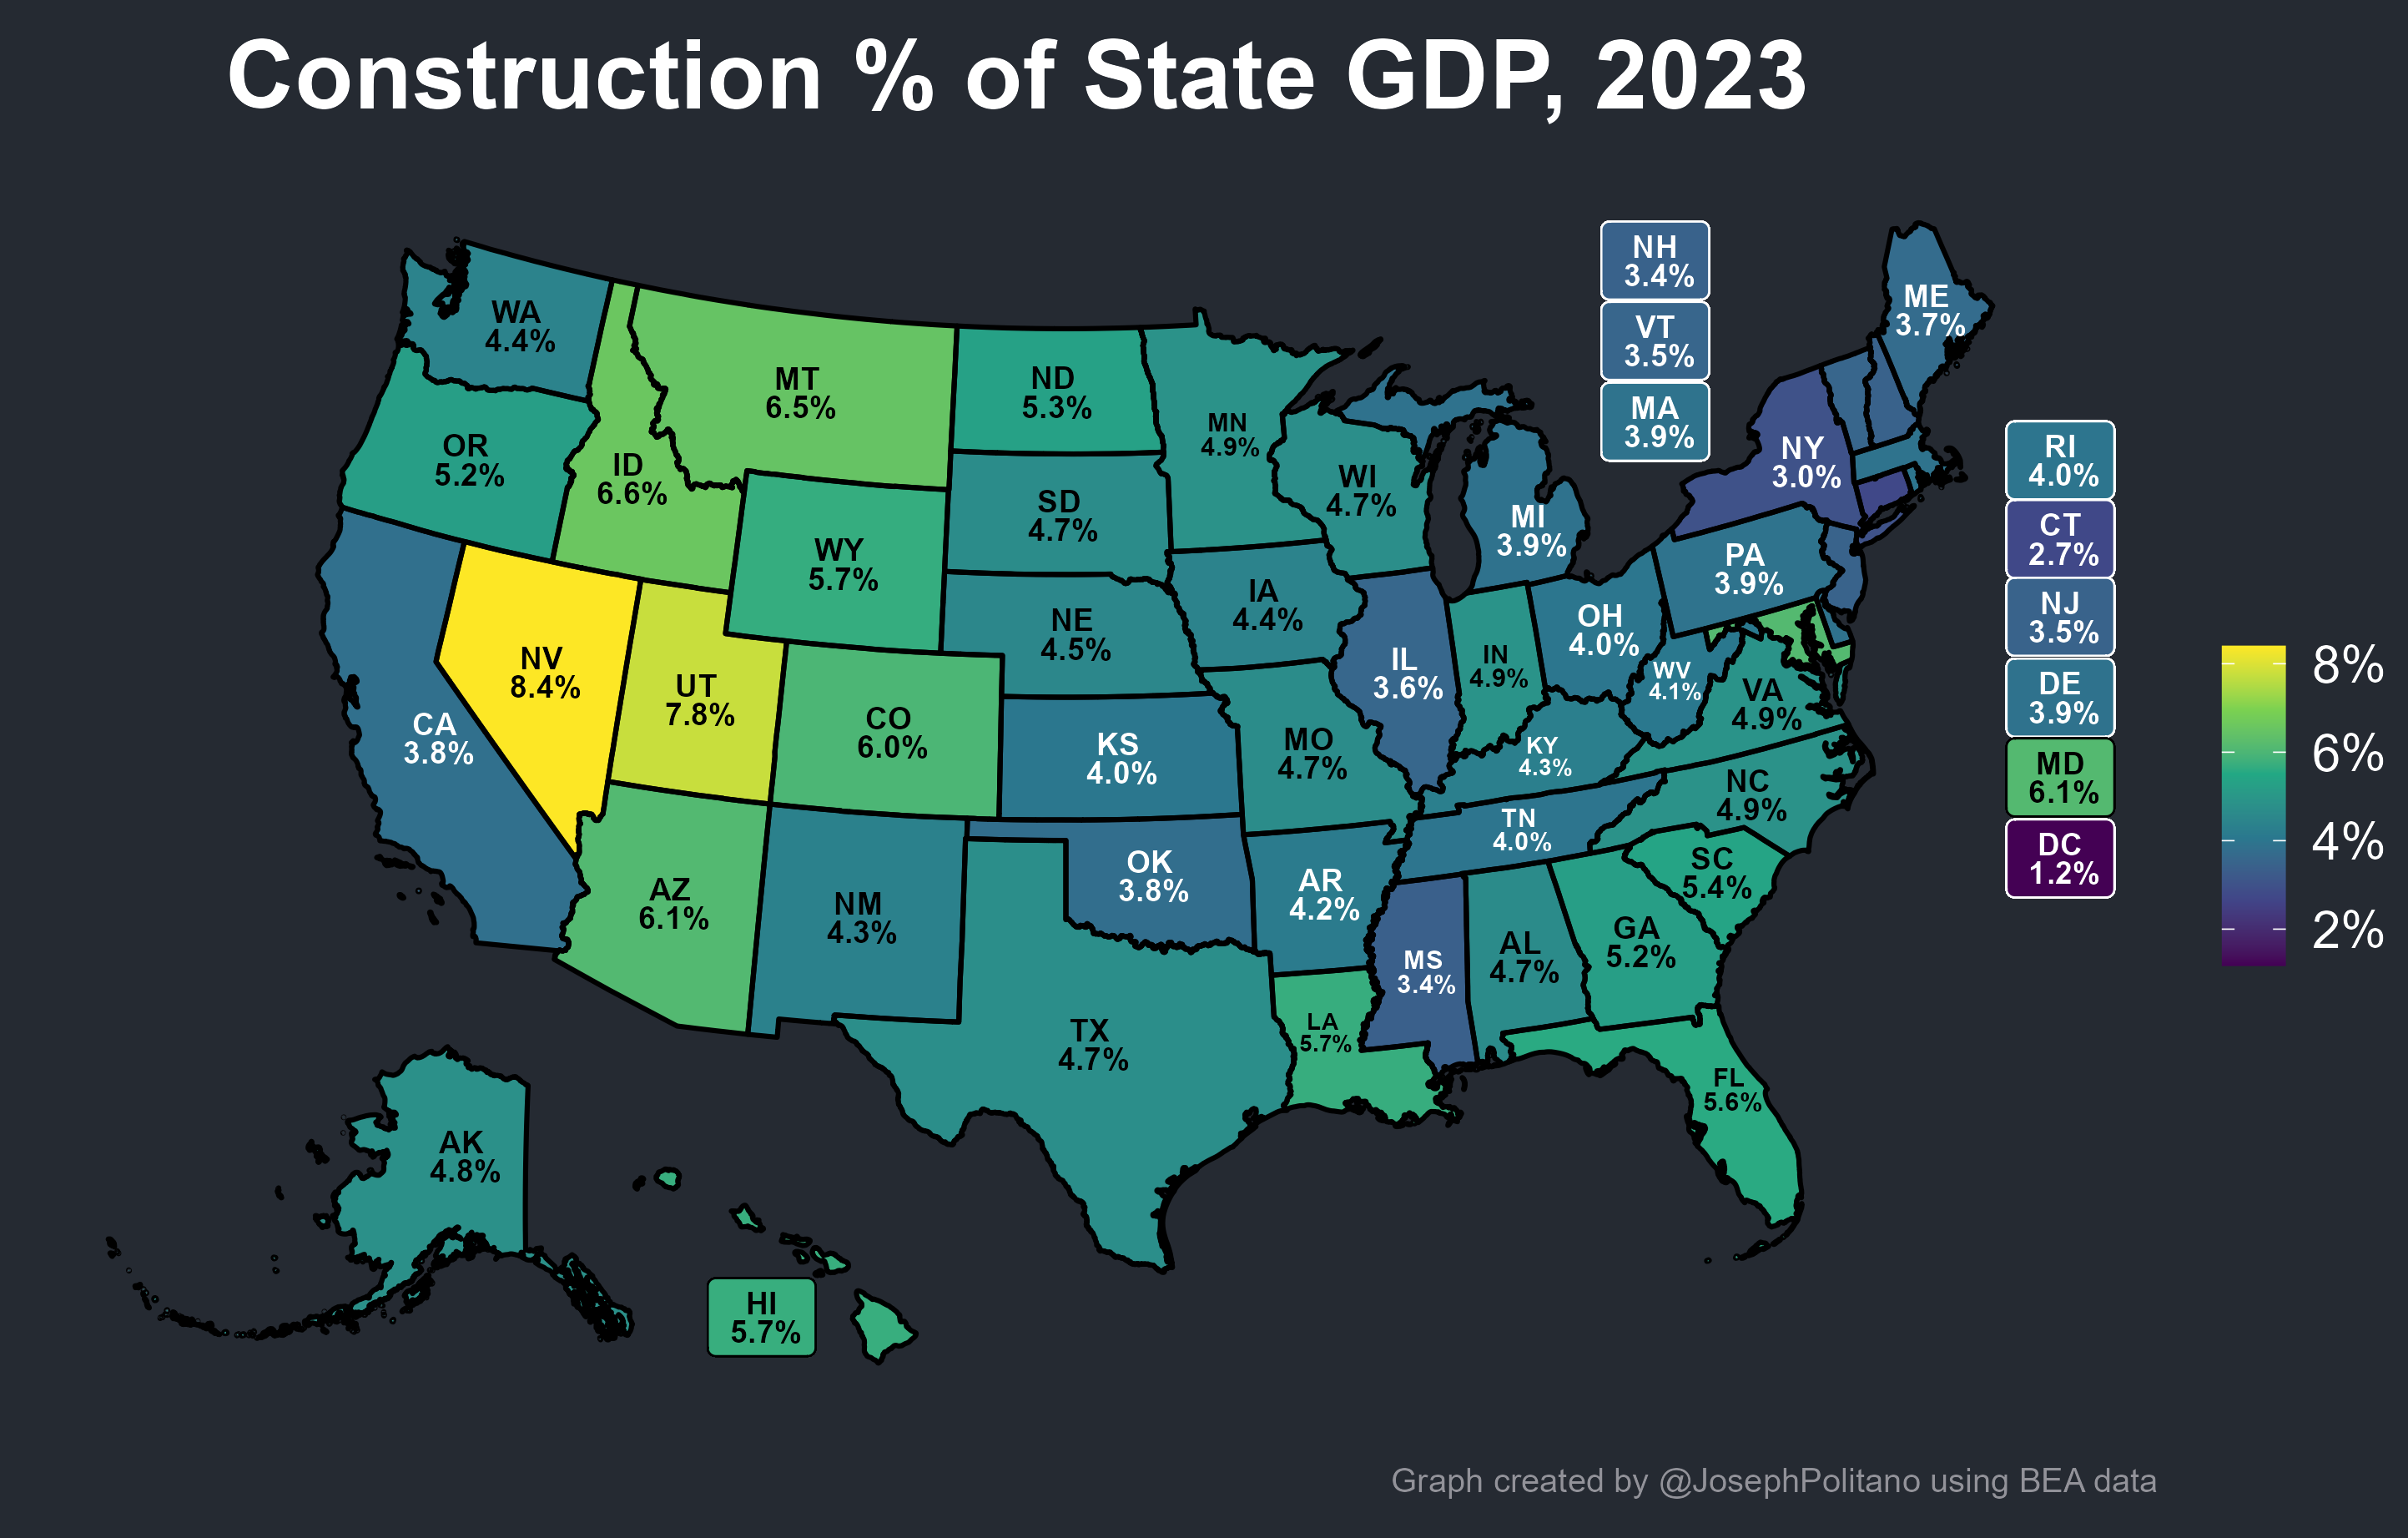 Construction % of State GDP, 2023
NH
3.4%
VT
3.5%
MA
3.9%
ME
3.7%
WA
4.4%
MT
6.5%
ND
5.3%
MN
4.9%
OR
5.2%
ID
6.6%
SD
4.7%
WI
4.7%
MI
3.9%
NY
3.0%
RI
4.0%
CT
2.7%
NJ
3.5%
DE
3.9%
MD
6.1%
DC
1.2%
WY
5.7%
NE
4.5%
IA
4.4%
PA
3.9%
OH
4.0%
IL
3.6%
IN
4.9%
WV
4.1%
VA
4.9%
NV
8.4%
UT
7.8%
CO
6.0%
CA
3.8%
KS
4.0%
MO
4.7%
KY
4.3%
NC
4.9%
TN
4.0%
SC
5.4%
AZ
6.1%
NM
4.3%
OK
3.8%
AR
4.2%
MS
3.4%
AL
4.7%
GA
5.2%
TX
4.7%
LA
5.7%
FL
5.6%
AK
4.8%
HI
5.7%
8%
6%
4%
2%
Graph created by @JosephPolitano using BEA data